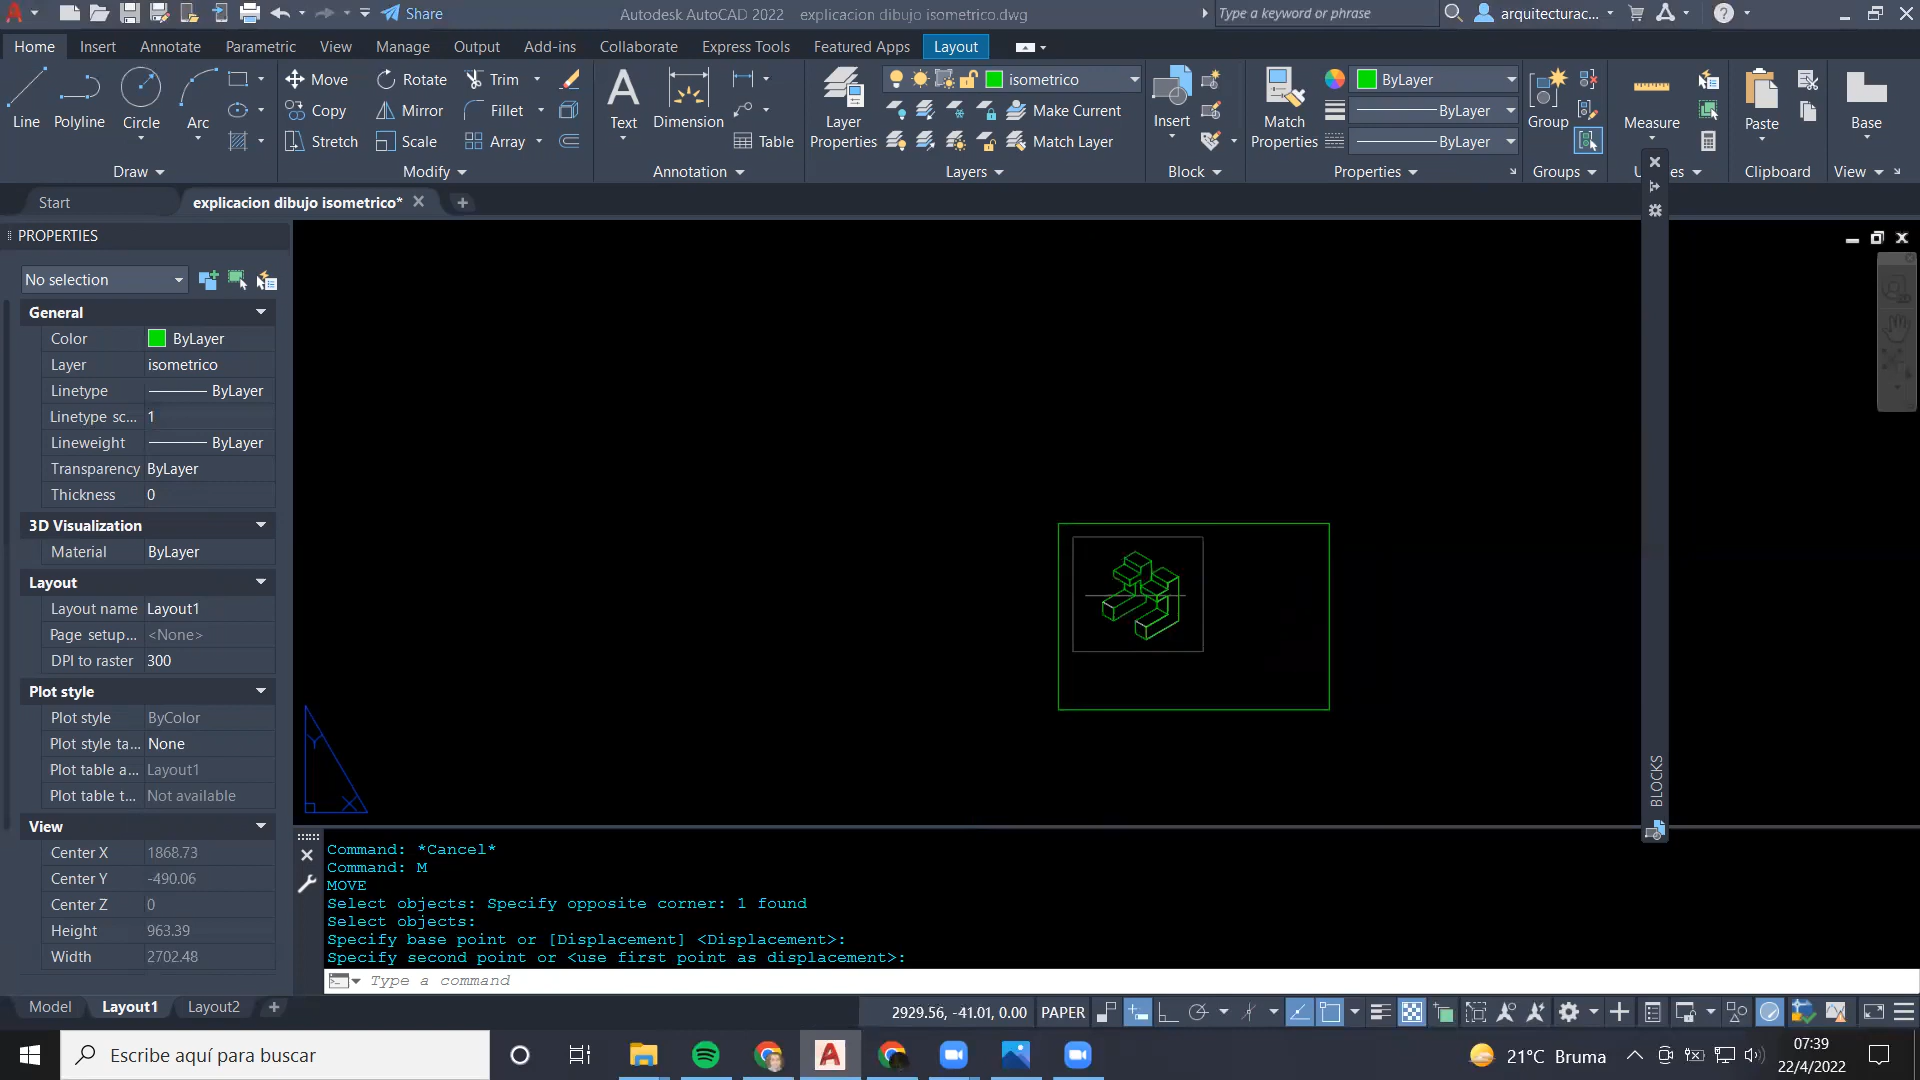 Share
Autodesk AutoCAD 2022 explicacion dibujo isometrico.dwg
Type a keyword or phrase
arquitecturac...
Home Insert Annotate Parametric View Manage Output Add-ins Collaborate Express Tools Featured Apps Layout
Line Polyline Circle Arc
Move Rotate Trim
Copy Mirror Fillet
Stretch Scale Array
Text Dimension Table
Layer Properties
isometrico
Make Current
Match Layer
Insert
Match Properties
ByLayer
ByLayer
ByLayer
Group Measure Paste Base
Draw Modify Annotation Layers Block Properties Groups Clipboard View
Start explicacion dibujo isometrico*
PROPERTIES
No selection
General
Color ByLayer
Layer isometrico
Linetype ByLayer
Linetype sc... 1
Lineweight ByLayer
Transparency ByLayer
Thickness 0
3D Visualization
Material ByLayer
Layout
Layout name Layout1
Page setup... <None>
DPI to raster 300
Plot style
Plot style ByColor
Plot style ta... None
Plot table a... Layout1
Plot table t... Not available
View
Center X 1868.73
Center Y -490.06
Center Z 0
Height 963.39
Width 2702.48
Y
X
BLOCKS
Command: *Cancel*
Command: M
MOVE
Select objects: Specify opposite corner: 1 found
Select objects:
Specify base point or [Displacement] <Displacement>:
Specify second point or <use first point as displacement>:
Type a command
Model Layout1 Layout2
2929.56, -41.01, 0.00 PAPER
Escribe aquí para buscar
21°C Bruma
07:39
22/4/2022